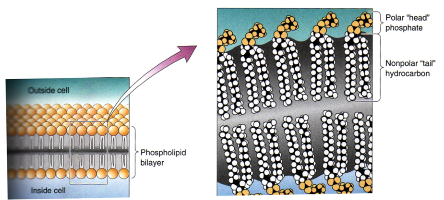 Polar “head”
phosphate
Nonpolar “tail”
hydrocarbon
Outside cell
Phospholipid
bilayer
Inside cell